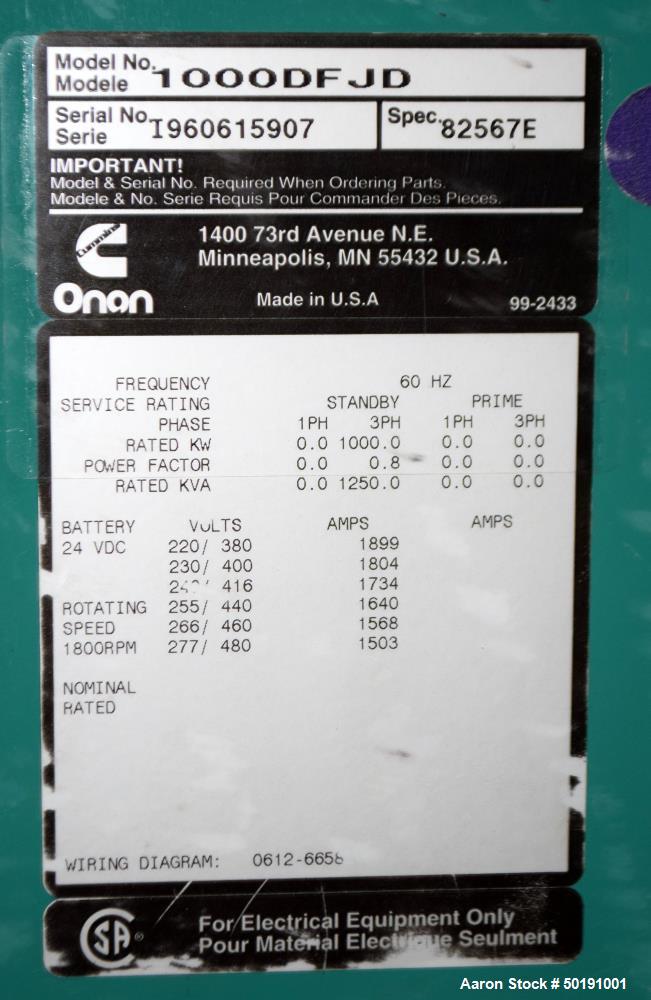 Model No.
Modele 1000DFJD
Serial No.
Serie I960615907
Spec. 82567E
IMPORTANT!
Model & Serial No. Required When Ordering Parts.
Modele & No. Serie Requis Pour Commander Des Pieces.
Cummins
Onan
1400 73rd Avenue N.E.
Minneapolis, MN 55432 U.S.A.
Made in U.S.A
99-2433
FREQUENCY 60 HZ
SERVICE RATING STANDBY PRIME
PHASE 1PH 3PH 1PH 3PH
RATED KW 0.0 1000.0 0.0 0.0
POWER FACTOR 0.0 0.8 0.0 0.0
RATED KVA 0.0 1250.0 0.0 0.0
BATTERY VOLTS AMPS AMPS
24 VDC 220/ 380 1899
230/ 400 1804
416 1734
ROTATING 255/ 440 1640
SPEED 266/ 460 1568
1800RPM 277/ 480 1503
NOMINAL
RATED
WIRING DIAGRAM: 0612-6658
SA ®
For Electrical Equipment Only
Pour Material Electrique Seulment
Aaron Stock # 50191001